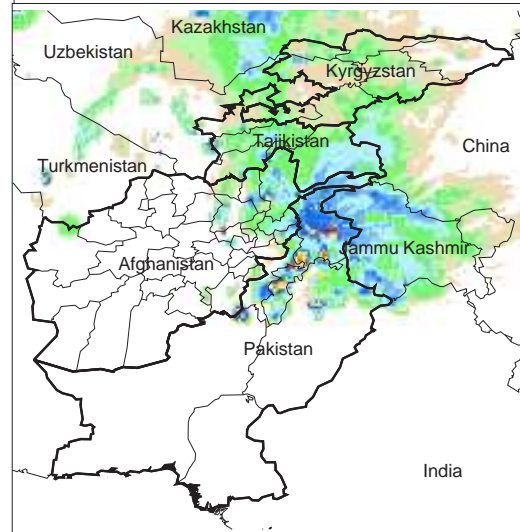 Kazakhstan
Uzbekistan
Kyrgyzstan
Tajikistan
China
Turkmenistan
Jammu Kashmir
Afghanistan
Pakistan
India